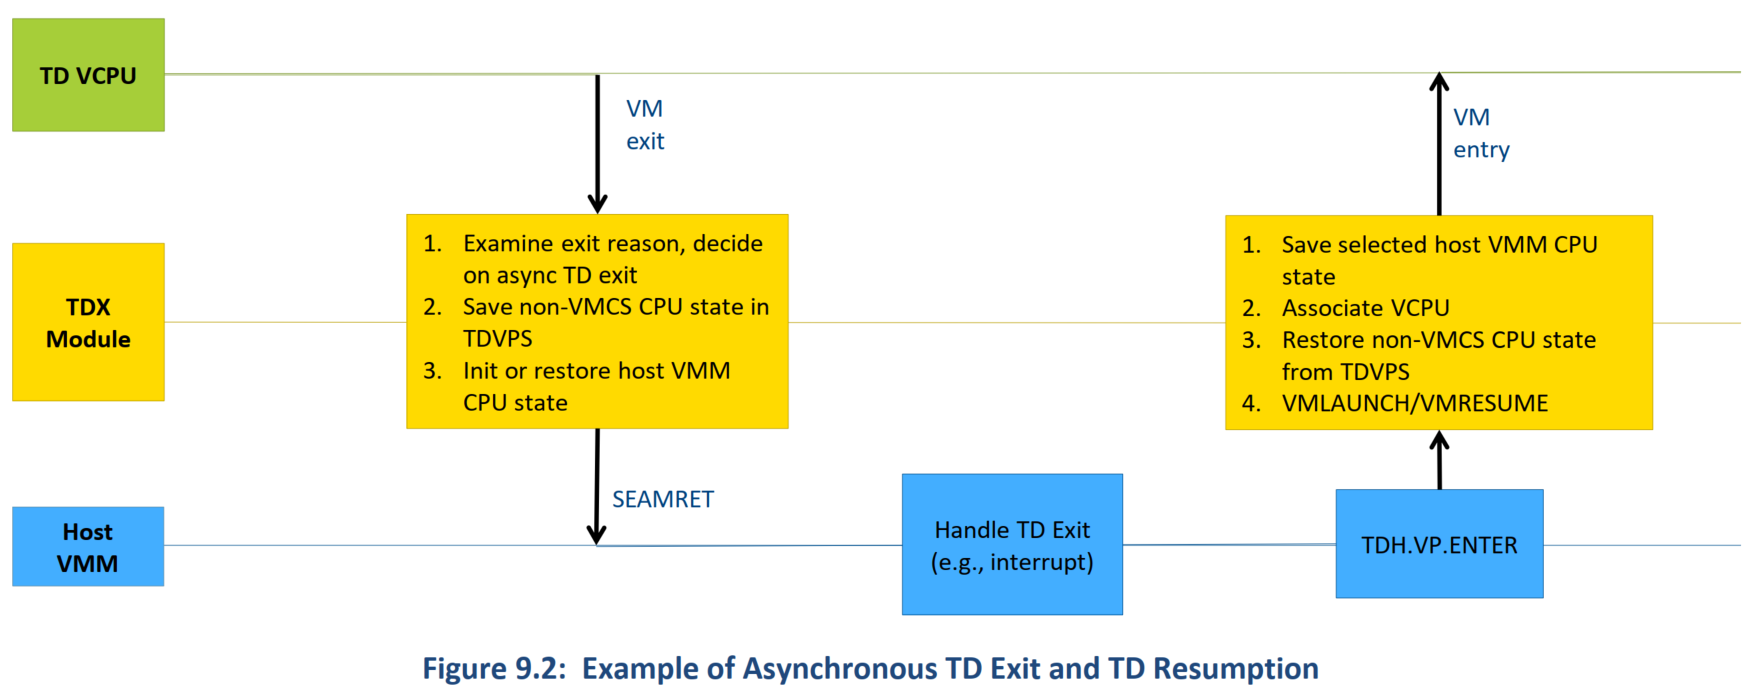 TD VCPU
VM
exit
VM
entry
TDX
Module
1. Examine exit reason, decide
on async TD exit
2. Save non-VMCS CPU state in
TDVPS
3. Init or restore host VMM
CPU state
1. Save selected host VMM CPU
state
2. Associate VCPU
3. Restore non-VMCS CPU state
from TDVPS
4. VMLAUNCH/VMRESUME
SEAMRET
Host
VMM
Handle TD Exit
(e.g., interrupt)
TDH.VP.ENTER
Figure 9.2: Example of Asynchronous TD Exit and TD Resumption